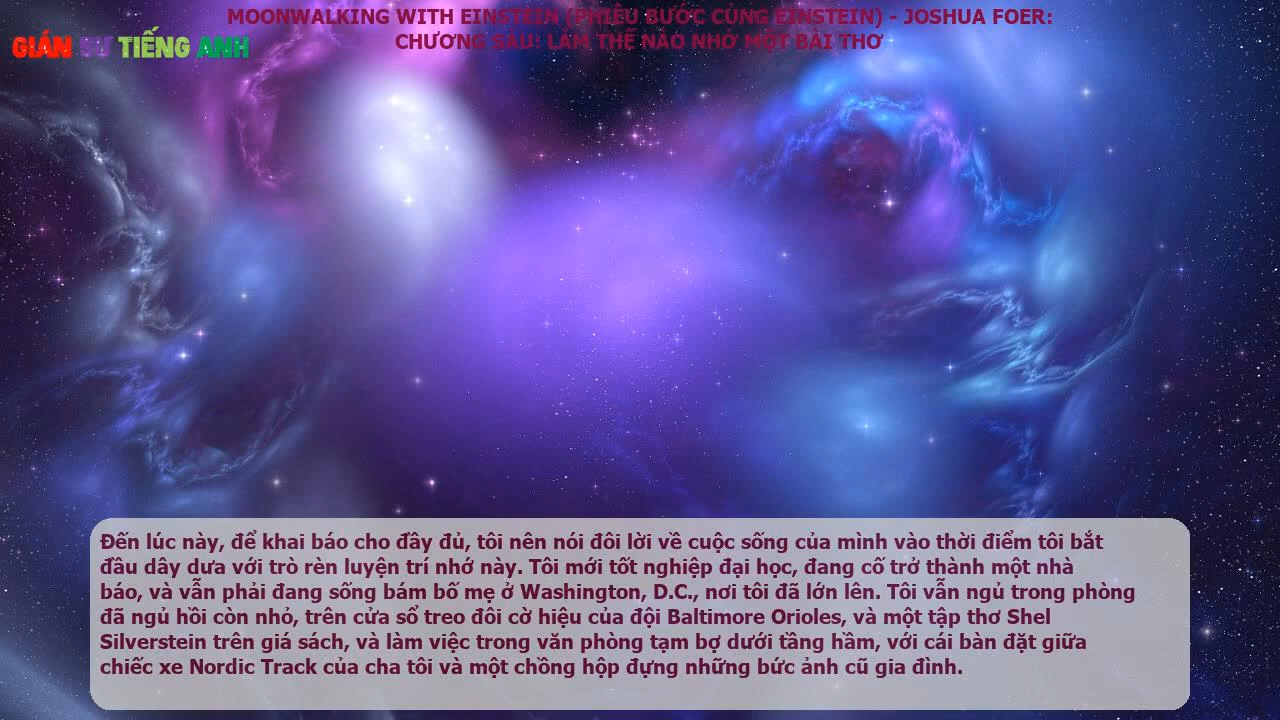 MOONWALKING WITH EINSTEIN (PHIÊU BƯỚC CÙNG EINSTEIN) - JOSHUA FOER:
CHƯƠNG SÁU: LÀM THẾ NÀO NHỚ MỘT BÀI THƠ
GIÁN SƯ TIẾNG ANH
Đến lúc này, để khai báo cho đầy đủ, tôi nên nói đôi lời về cuộc sống của mình vào thời điểm tôi bắt
đầu dây dưa với trò rèn luyện trí nhớ này. Tôi mới tốt nghiệp đại học, đang cố trở thành một nhà
báo, và vẫn phải đang sống bám bố mẹ ở Washington, D.C., nơi tôi đã lớn lên. Tôi vẫn ngủ trong phòng
đã ngủ hồi còn nhỏ, trên cửa sổ treo đôi cờ hiệu của đội Baltimore Orioles, và một tập thơ Shel
Silverstein trên giá sách, và làm việc trong văn phòng tạm bợ dưới tầng hầm, với cái bàn đặt giữa
chiếc xe Nordic Track của cha tôi và một chồng hộp đựng những bức ảnh cũ gia đình.